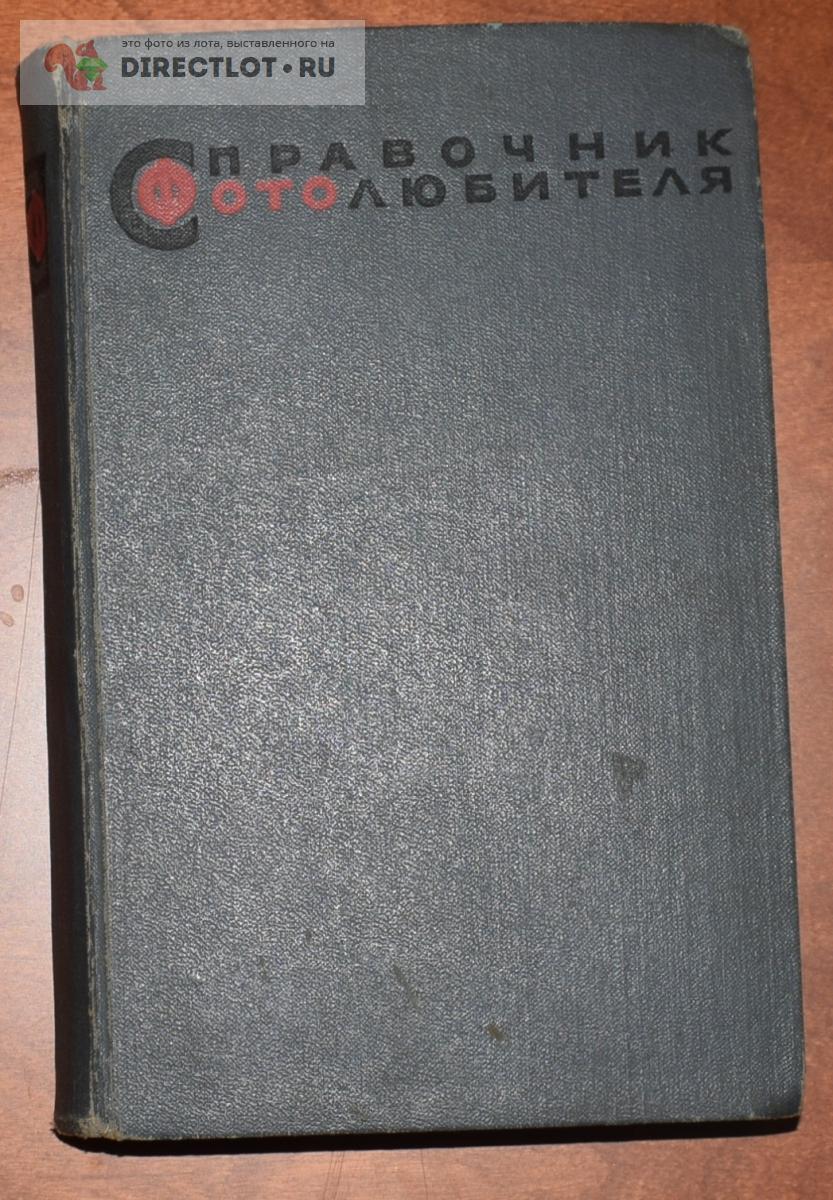 это фото из лота, выставленного на
DIRECTLOT•RU
СПРАВОЧНИК
ФОТОЛЮБИТЕЛЯ
Ф